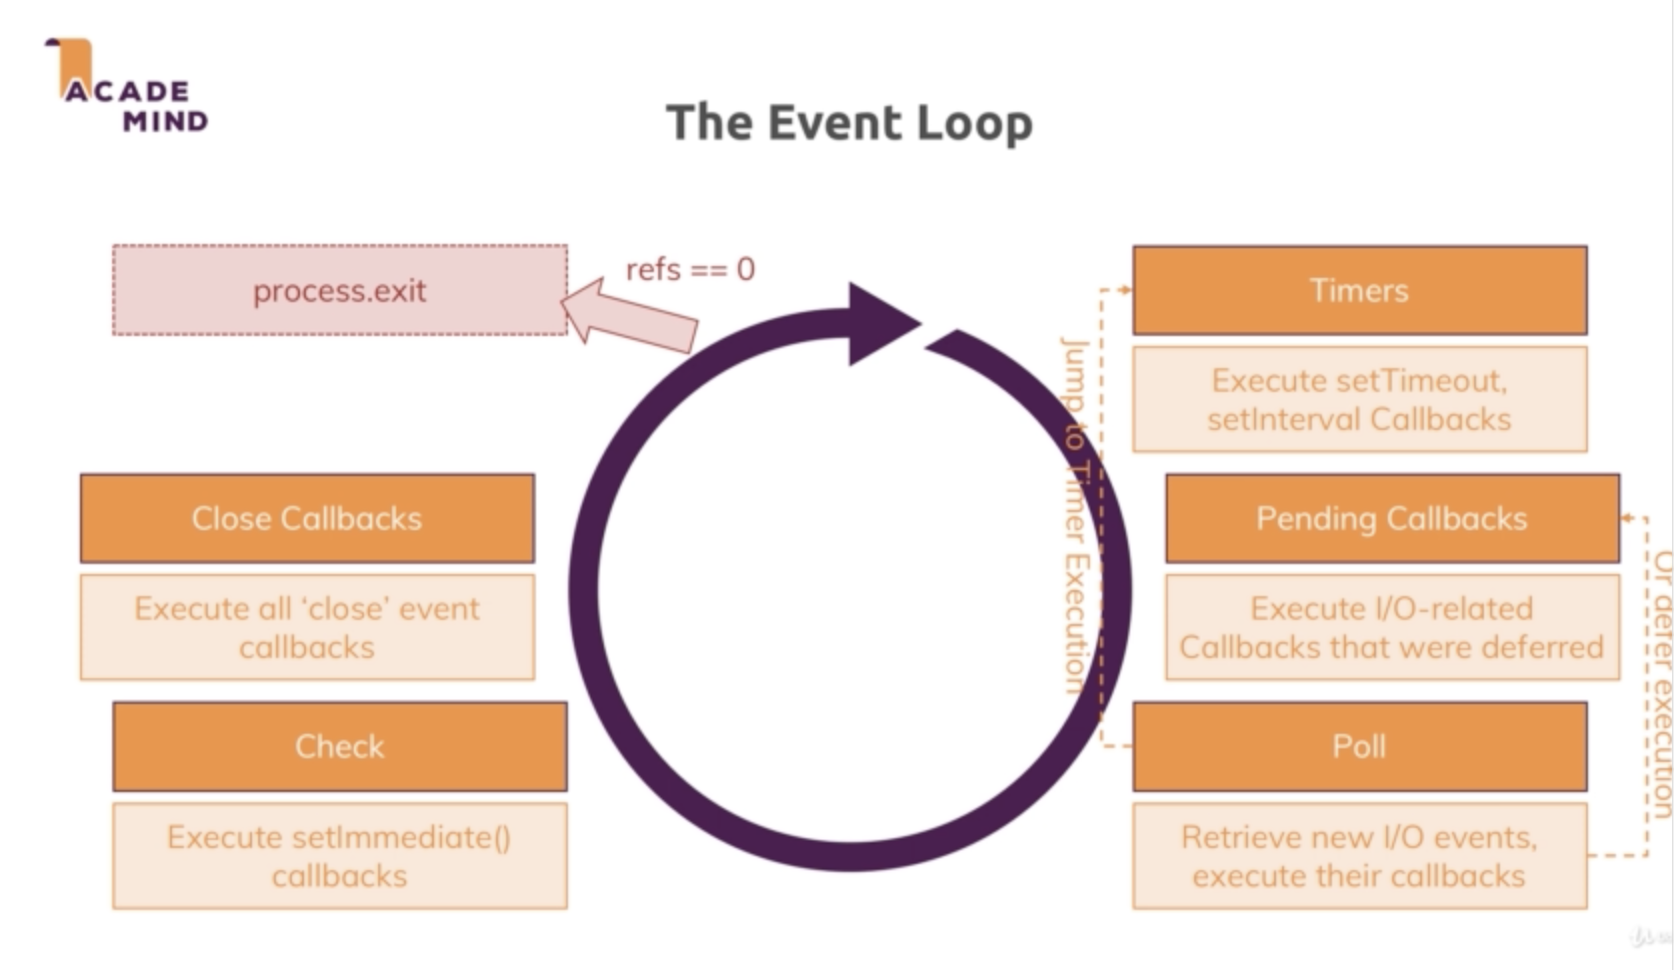 ACADE
MIND
The Event Loop
process.exit
refs == 0
Timers
Execute setTimeout,
setInterval Callbacks
Jump to Timer Execution
Close Callbacks
Execute all ‘close’ event
callbacks
Pending Callbacks
Execute I/O-related
Callbacks that were deferred
Or defer execution
Check
Execute setImmediate()
callbacks
Poll
Retrieve new I/O events,
execute their callbacks